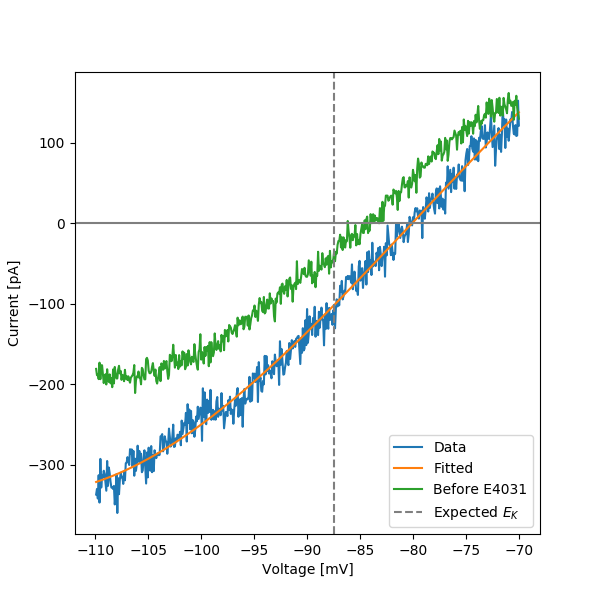 100
0
−100
−200
−300
Current [pA]
−110 −105 −100 −95 −90 −85 −80 −75 −70
Voltage [mV]
Data
Fitted
Before E4031
Expected E_K